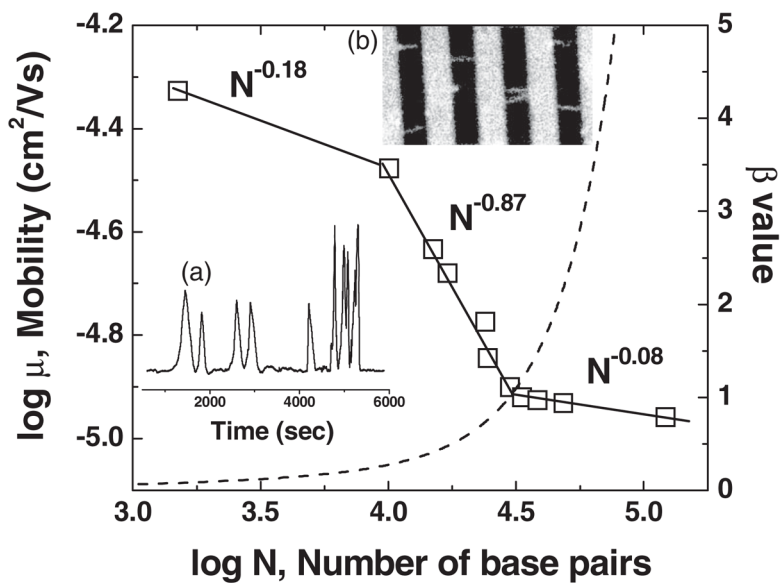 -4.2
-4.4
-4.6
-4.8
-5.0
log μ, Mobility (cm²/Vs)
N^-0.18
(b)
N^-0.87
(a)
N^-0.08
2000 4000 6000
Time (sec)
5
4
3
2
1
0
β value
3.0 3.5 4.0 4.5 5.0
log N, Number of base pairs